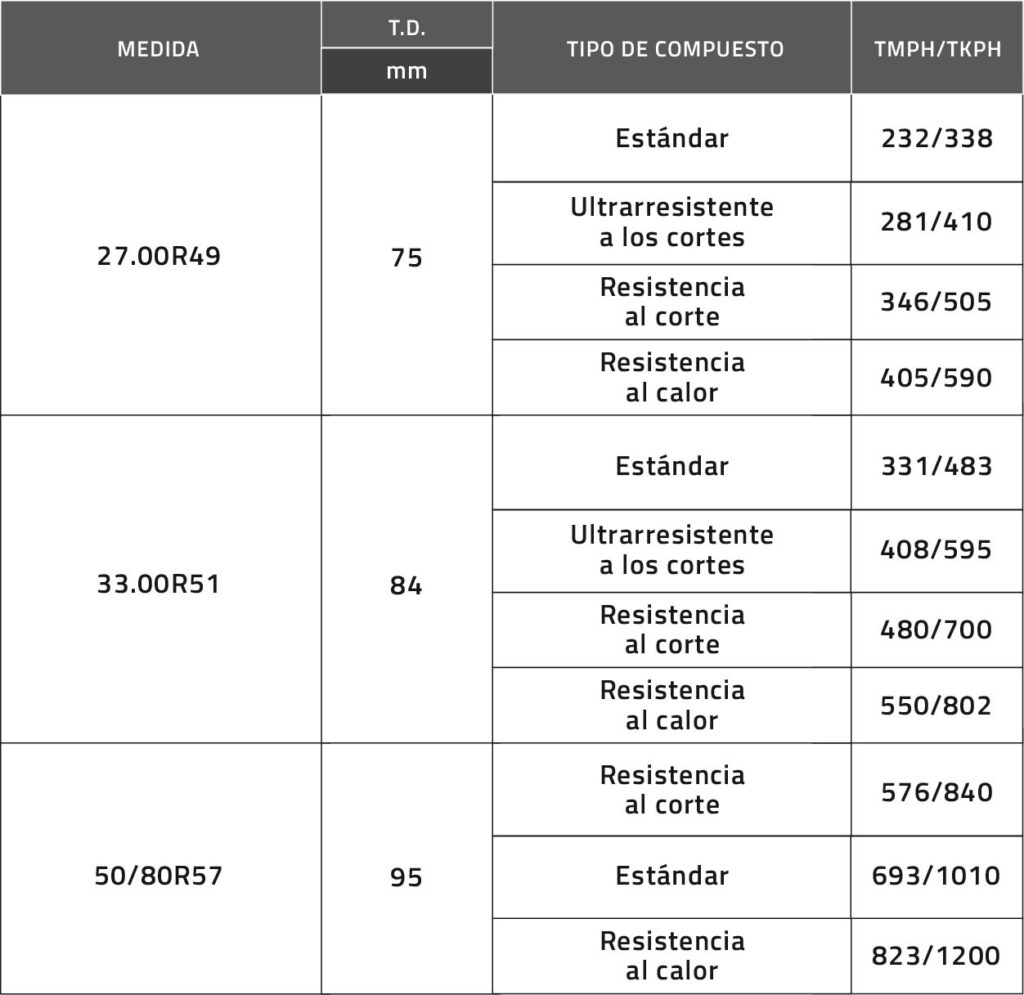 MEDIDA
T.D.
mm
TIPO DE COMPUESTO
TMPH/TKPH
27.00R49
75
Estándar
232/338
Ultrarresistente
a los cortes
281/410
Resistencia
al corte
346/505
Resistencia
al calor
405/590
33.00R51
84
Estándar
331/483
Ultrarresistente
a los cortes
408/595
Resistencia
al corte
480/700
Resistencia
al calor
550/802
50/80R57
95
Resistencia
al corte
576/840
Estándar
693/1010
Resistencia
al calor
823/1200